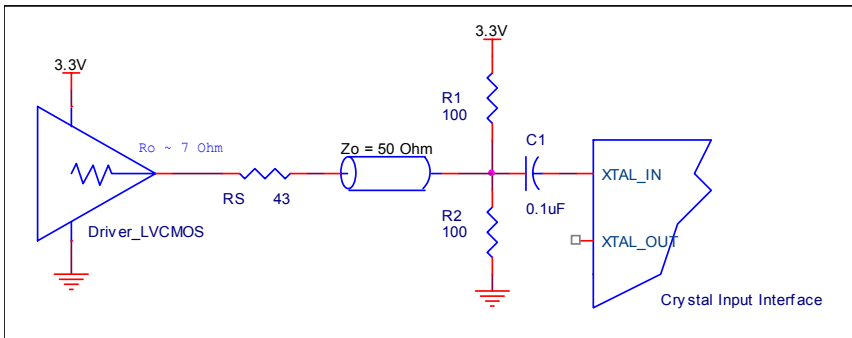 3.3V
3.3V
R1
100
Ro ~ 7 Ohm
Zo = 50 Ohm
C1
XTAL_IN
RS 43
0.1uF
R2
100
Driver_LVCMOS
XTAL_OUT
Crystal Input Interface